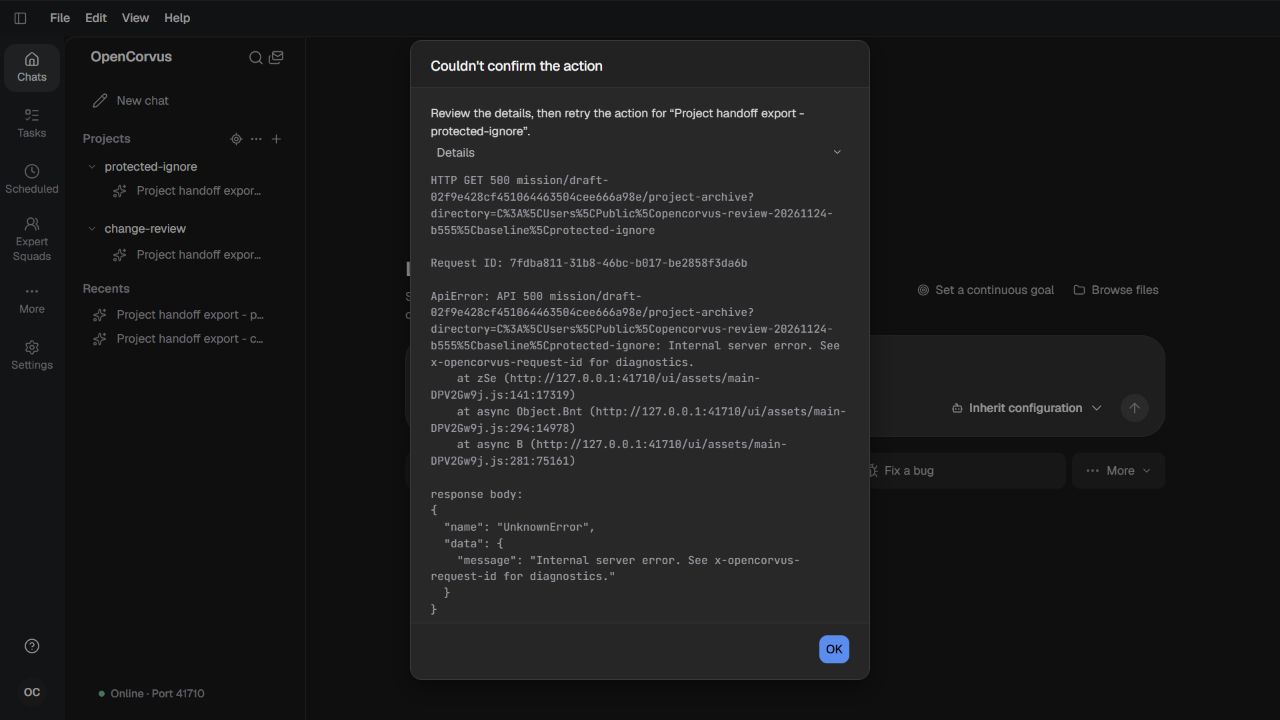 File Edit View Help
Chats
Tasks
Scheduled
Expert
Squads
More
Settings
OC
OpenCorvus
New chat
Projects
protected-ignore
Project handoff expor...
change-review
Project handoff expor...
Recents
Project handoff export - p...
Project handoff export - c...
Online · Port 41710
Couldn't confirm the action
Review the details, then retry the action for “Project handoff export -
protected-ignore”.
Details
HTTP GET 500 mission/draft-
02f9e428cf451064463504cee666a98e/project-archive?
directory=C%3A%5CUsers%5CPublic%5Copencorvus-review-20261124-
b555%5Cbaseline%5Cprotected-ignore
Request ID: 7fdba811-31b8-46bc-b017-be2858f3da6b
ApiError: API 500 mission/draft-
02f9e428cf451064463504cee666a98e/project-archive?
directory=C%3A%5CUsers%5CPublic%5Copencorvus-review-20261124-
b555%5Cbaseline%5Cprotected-ignore: Internal server error. See
x-opencorvus-request-id for diagnostics.
at zSe (http://127.0.0.1:41710/ui/assets/main-
DPV2Gw9j.js:141:17319)
at async Object.Bnt (http://127.0.0.1:41710/ui/assets/main-
DPV2Gw9j.js:294:14978)
at async B (http://127.0.0.1:41710/ui/assets/main-
DPV2Gw9j.js:281:75161)
response body:
{
"name": "UnknownError",
"data": {
"message": "Internal server error. See x-opencorvus-
request-id for diagnostics."
}
}
OK
Set a continuous goal
Browse files
Inherit configuration
Fix a bug
More